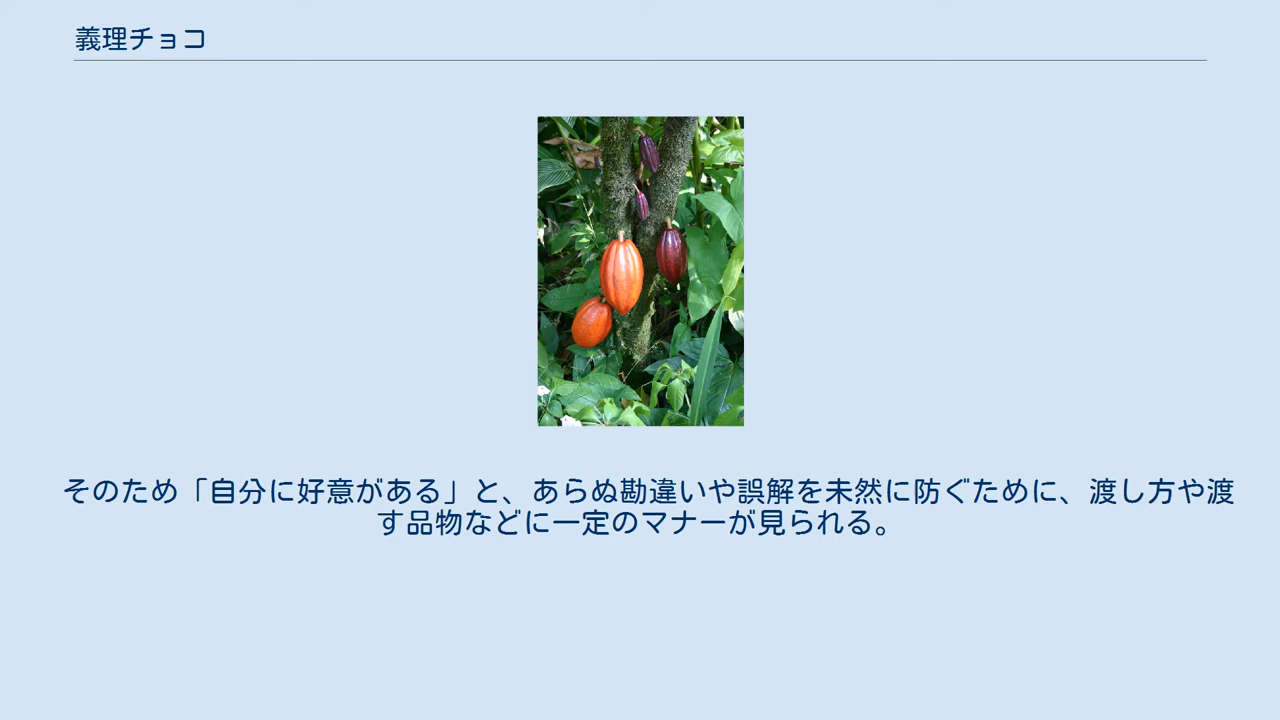 義理チョコ
そのため「自分に好意がある」と、あらぬ勘違いや誤解を未然に防ぐために、渡し方や渡
す品物などに一定のマナーが見られる。